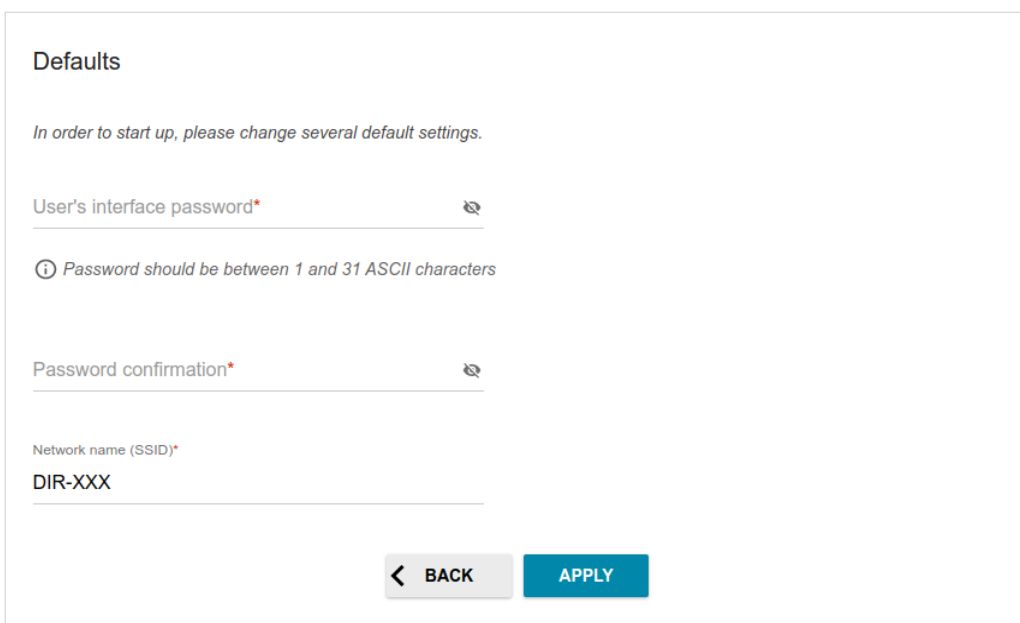 Defaults
In order to start up, please change several default settings.
User's interface password*
Password should be between 1 and 31 ASCII characters
Password confirmation*
Network name (SSID)*
DIR-XXX
BACK APPLY